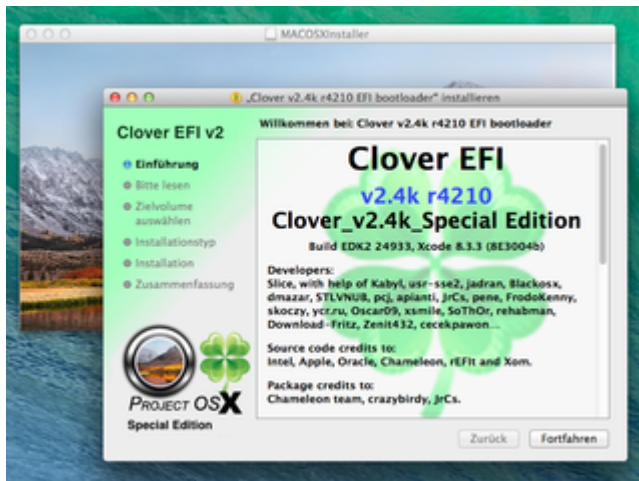 MACOSXInstaller
„Clover v2.4k r4210 EFI bootloader“ installieren
Willkommen bei: Clover v2.4k r4210 EFI bootloader
Clover EFI v2
Einführung
Bitte lesen
Zielvolume
auswählen
Installationstyp
Installation
Zusammenfassung
Clover EFI
v2.4k r4210
Clover_v2.4k_Special Edition
Build EDK2 24933, Xcode 8.3.3 (8E3004b)
Developers:
Slice, with help of Kabyl, usr-sse2, jadran, Blackosx,
dmazar, STLVNUB, pcj, apianti, JrCs, pene, FrodoKenny,
skoczy, ycr.ru, Oscar09, xsmile, SoThOr, rehabman,
Download-Fritz, Zenit432, cecekpawon...
Source code credits to:
Intel, Apple, Oracle, Chameleon, rEFIt and Xom.
Package credits to:
Chameleon team, crazybirdy, JrCs.
PROJECT OSX
Special Edition
Zurück
Fortfahren